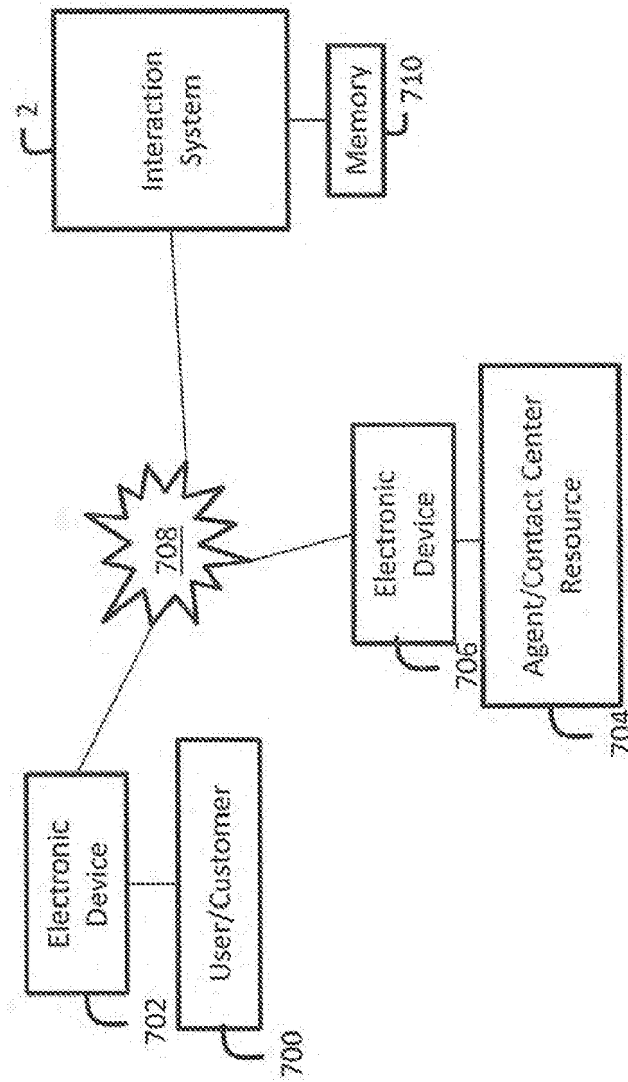 Electronic
Device
702
User/Customer
700
708
Electronic
Device
706
Agent/Contact Center
Resource
704
2
Interaction
System
Memory
710